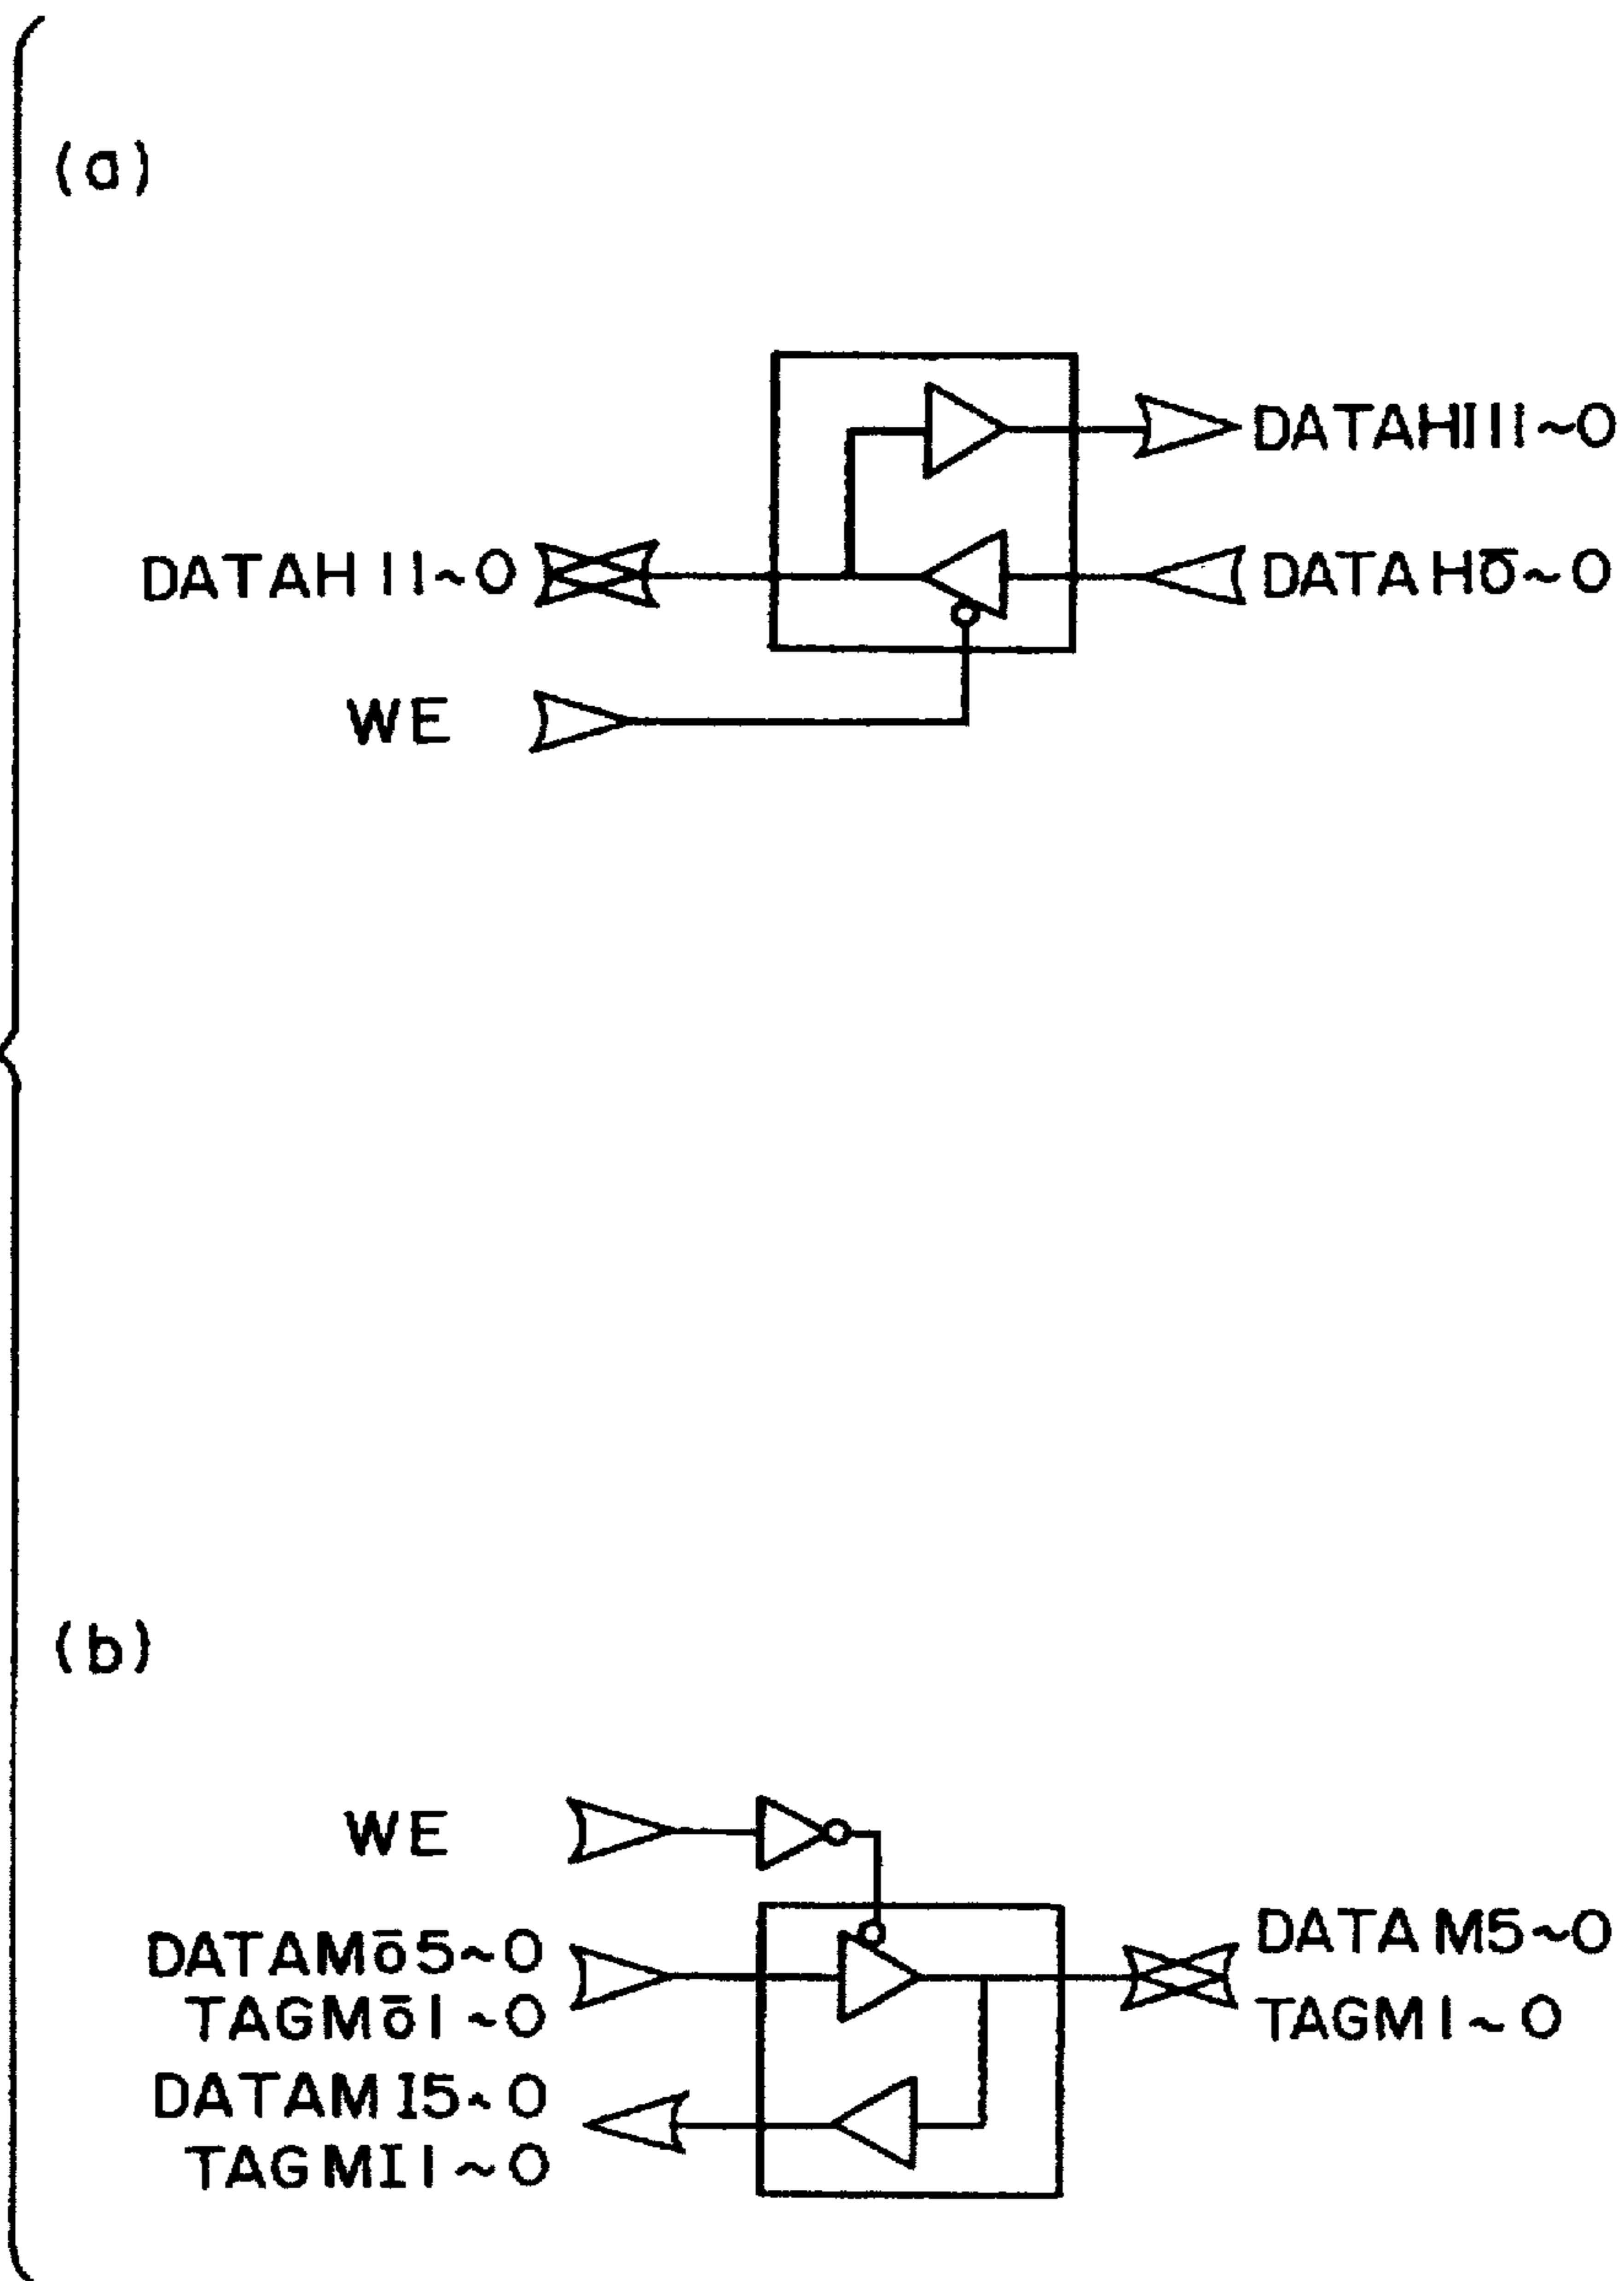 (a)
DATAHI11~0
DATAH11~0
DATAHō~0
WE
(b)
WE
DATAMō5~0
TAGMō1~0
DATAM5~0
TAGM1~0
DATAMI5~0
TAGMI1~0